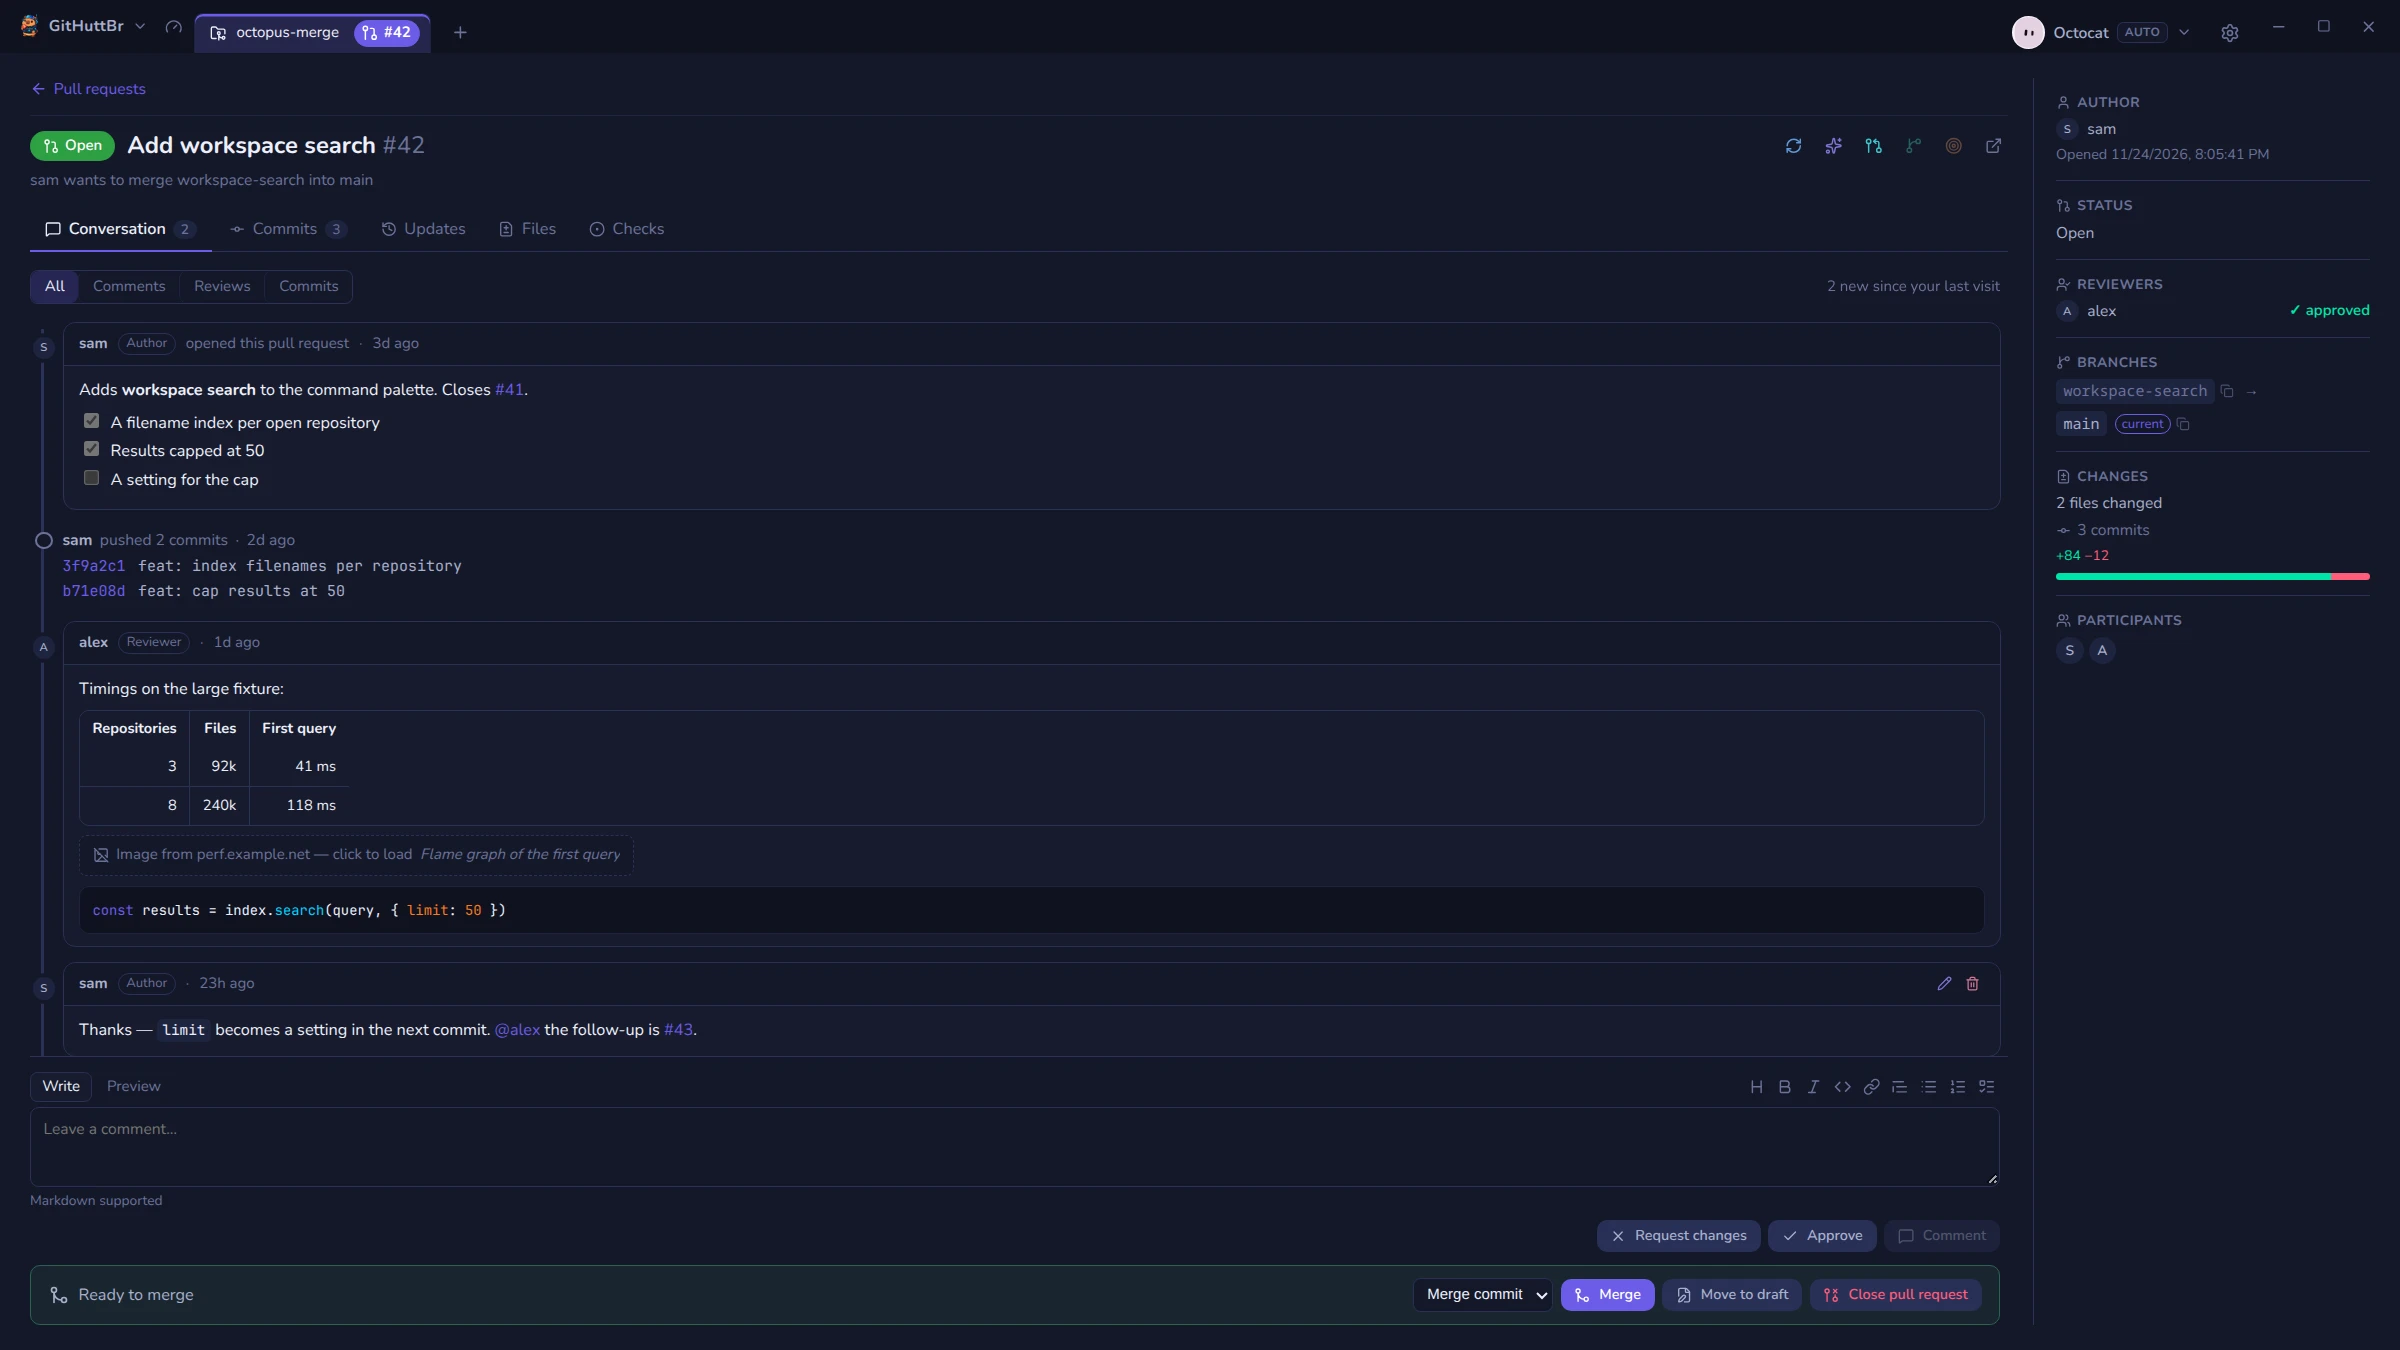 GitHuttBr
octopus-merge #42
Octocat AUTO
Pull requests
Open Add workspace search #42
sam wants to merge workspace-search into main
Conversation 2 Commits 3 Updates Files Checks
All Comments Reviews Commits
2 new since your last visit
S sam Author opened this pull request · 3d ago
Adds workspace search to the command palette. Closes #41.
A filename index per open repository
Results capped at 50
A setting for the cap
sam pushed 2 commits · 2d ago
3f9a2c1 feat: index filenames per repository
b71e08d feat: cap results at 50
A alex Reviewer · 1d ago
Timings on the large fixture:
Repositories Files First query
3 92k 41 ms
8 240k 118 ms
Image from perf.example.net — click to load Flame graph of the first query
const results = index.search(query, { limit: 50 })
S sam Author · 23h ago
Thanks — limit becomes a setting in the next commit. @alex the follow-up is #43.
Write Preview
Leave a comment...
Markdown supported
Request changes Approve Comment
Ready to merge
Merge commit Merge Move to draft Close pull request
AUTHOR
S sam
Opened 11/24/2026, 8:05:41 PM
STATUS
Open
REVIEWERS
A alex ✓ approved
BRANCHES
workspace-search →
main current
CHANGES
2 files changed
3 commits
+84 −12
PARTICIPANTS
S A